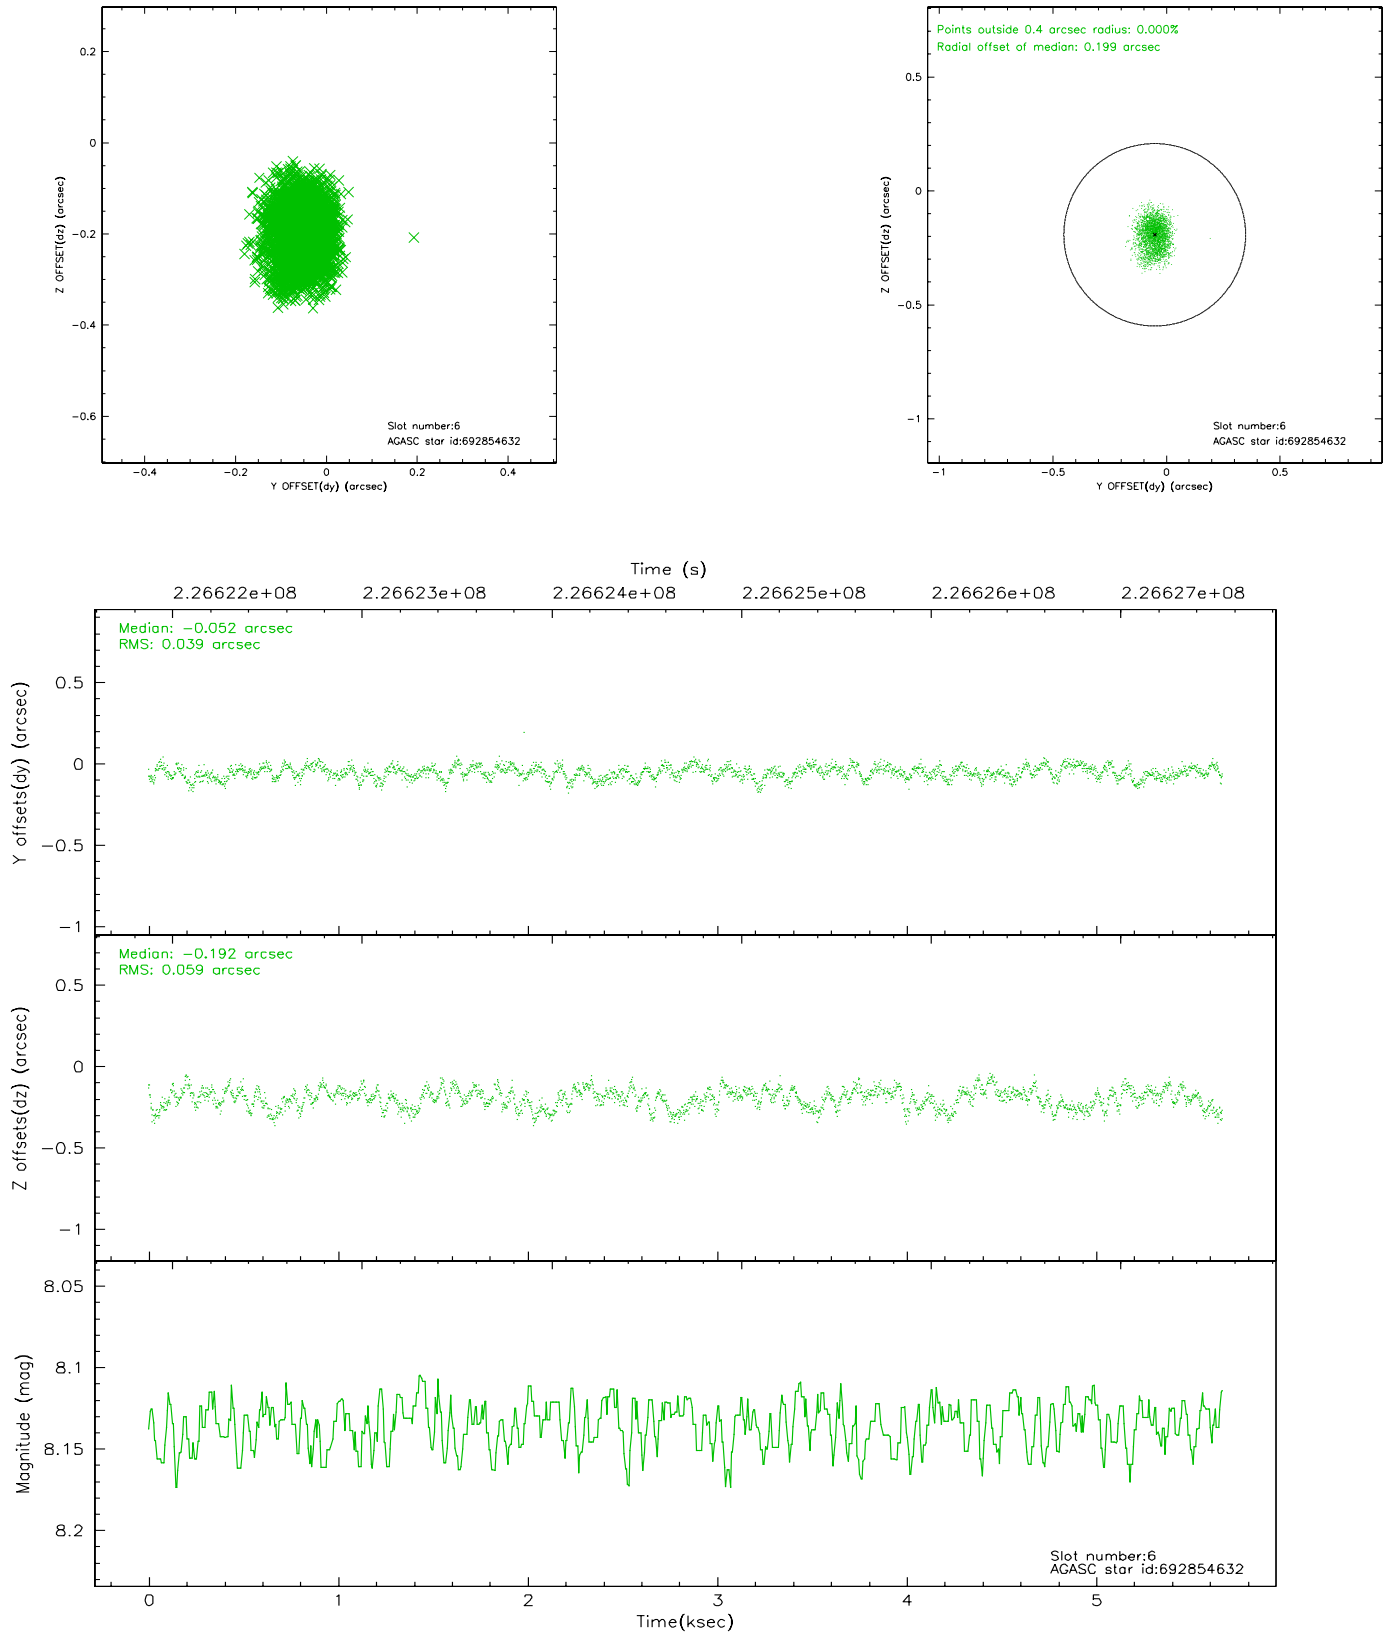 0.2
0
−0.2
−0.4
−0.6
Z OFFSET(dz) (arcsec)
Slot number:6
AGASC star id:692854632
−0.4 −0.2 0 0.2 0.4
Y OFFSET(dy) (arcsec)
Points outside 0.4 arcsec radius: 0.000%
Radial offset of median: 0.199 arcsec
0.5
0
−0.5
−1
Z OFFSET(dz) (arcsec)
Slot number:6
AGASC star id:692854632
−1 −0.5 0 0.5
Y OFFSET(dy) (arcsec)
Time (s)
2.26622e+08 2.26623e+08 2.26624e+08 2.26625e+08 2.26626e+08 2.26627e+08
Median: −0.052 arcsec
RMS: 0.039 arcsec
0.5
0
−0.5
−1
Y offsets(dy) (arcsec)
Median: −0.192 arcsec
RMS: 0.059 arcsec
0.5
0
−0.5
−1
Z offsets(dz) (arcsec)
8.05
8.1
8.15
8.2
Magnitude (mag)
Slot number:6
AGASC star id:692854632
0 1 2 3 4 5
Time(ksec)